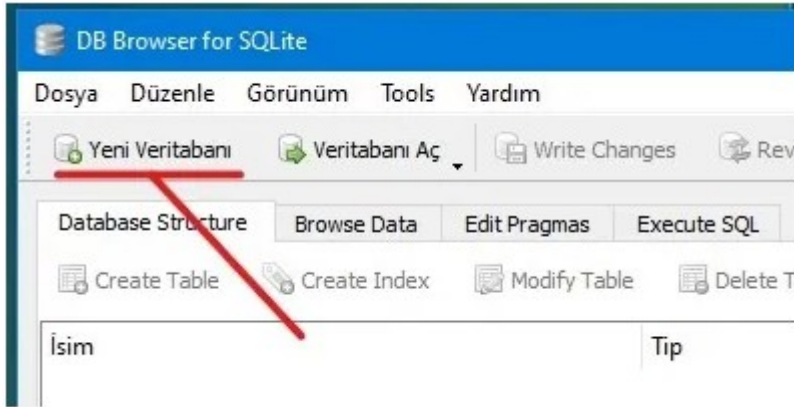 DB Browser for SQLite
Dosya Düzenle Görünüm Tools Yardım
Yeni Veritabanı Veritabanı Aç Write Changes
Database Structure Browse Data Edit Pragmas Execute SQL
Create Table Create Index Modify Table Delete
İsim Tip